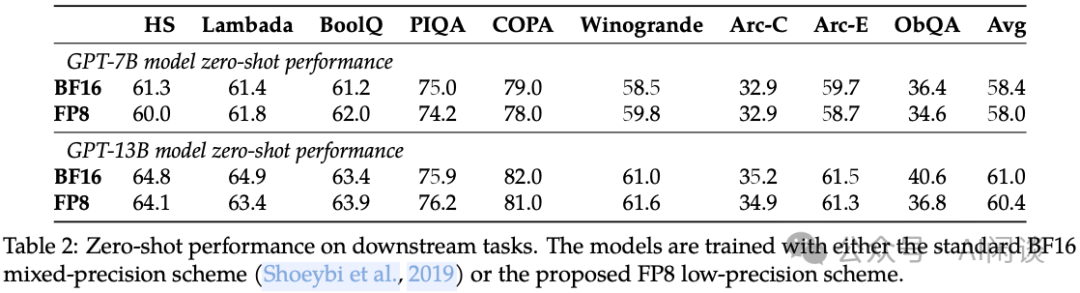 HS Lambada BoolQ PIQA COPA Winogrande Arc-C Arc-E ObQA Avg
GPT-7B model zero-shot performance
BF16 61.3 61.4 61.2 75.0 79.0 58.5 32.9 59.7 36.4 58.4
FP8 60.0 61.8 62.0 74.2 78.0 59.8 32.9 58.7 34.6 58.0
GPT-13B model zero-shot performance
BF16 64.8 64.9 63.4 75.9 82.0 61.0 35.2 61.5 40.6 61.0
FP8 64.1 63.4 63.9 76.2 81.0 61.6 34.9 61.3 36.8 60.4
Table 2: Zero-shot performance on downstream tasks. The models are trained with either the standard BF16
mixed-precision scheme (Shoeybi et al., 2019) or the proposed FP8 low-precision scheme.
公众号 · AI闲谈